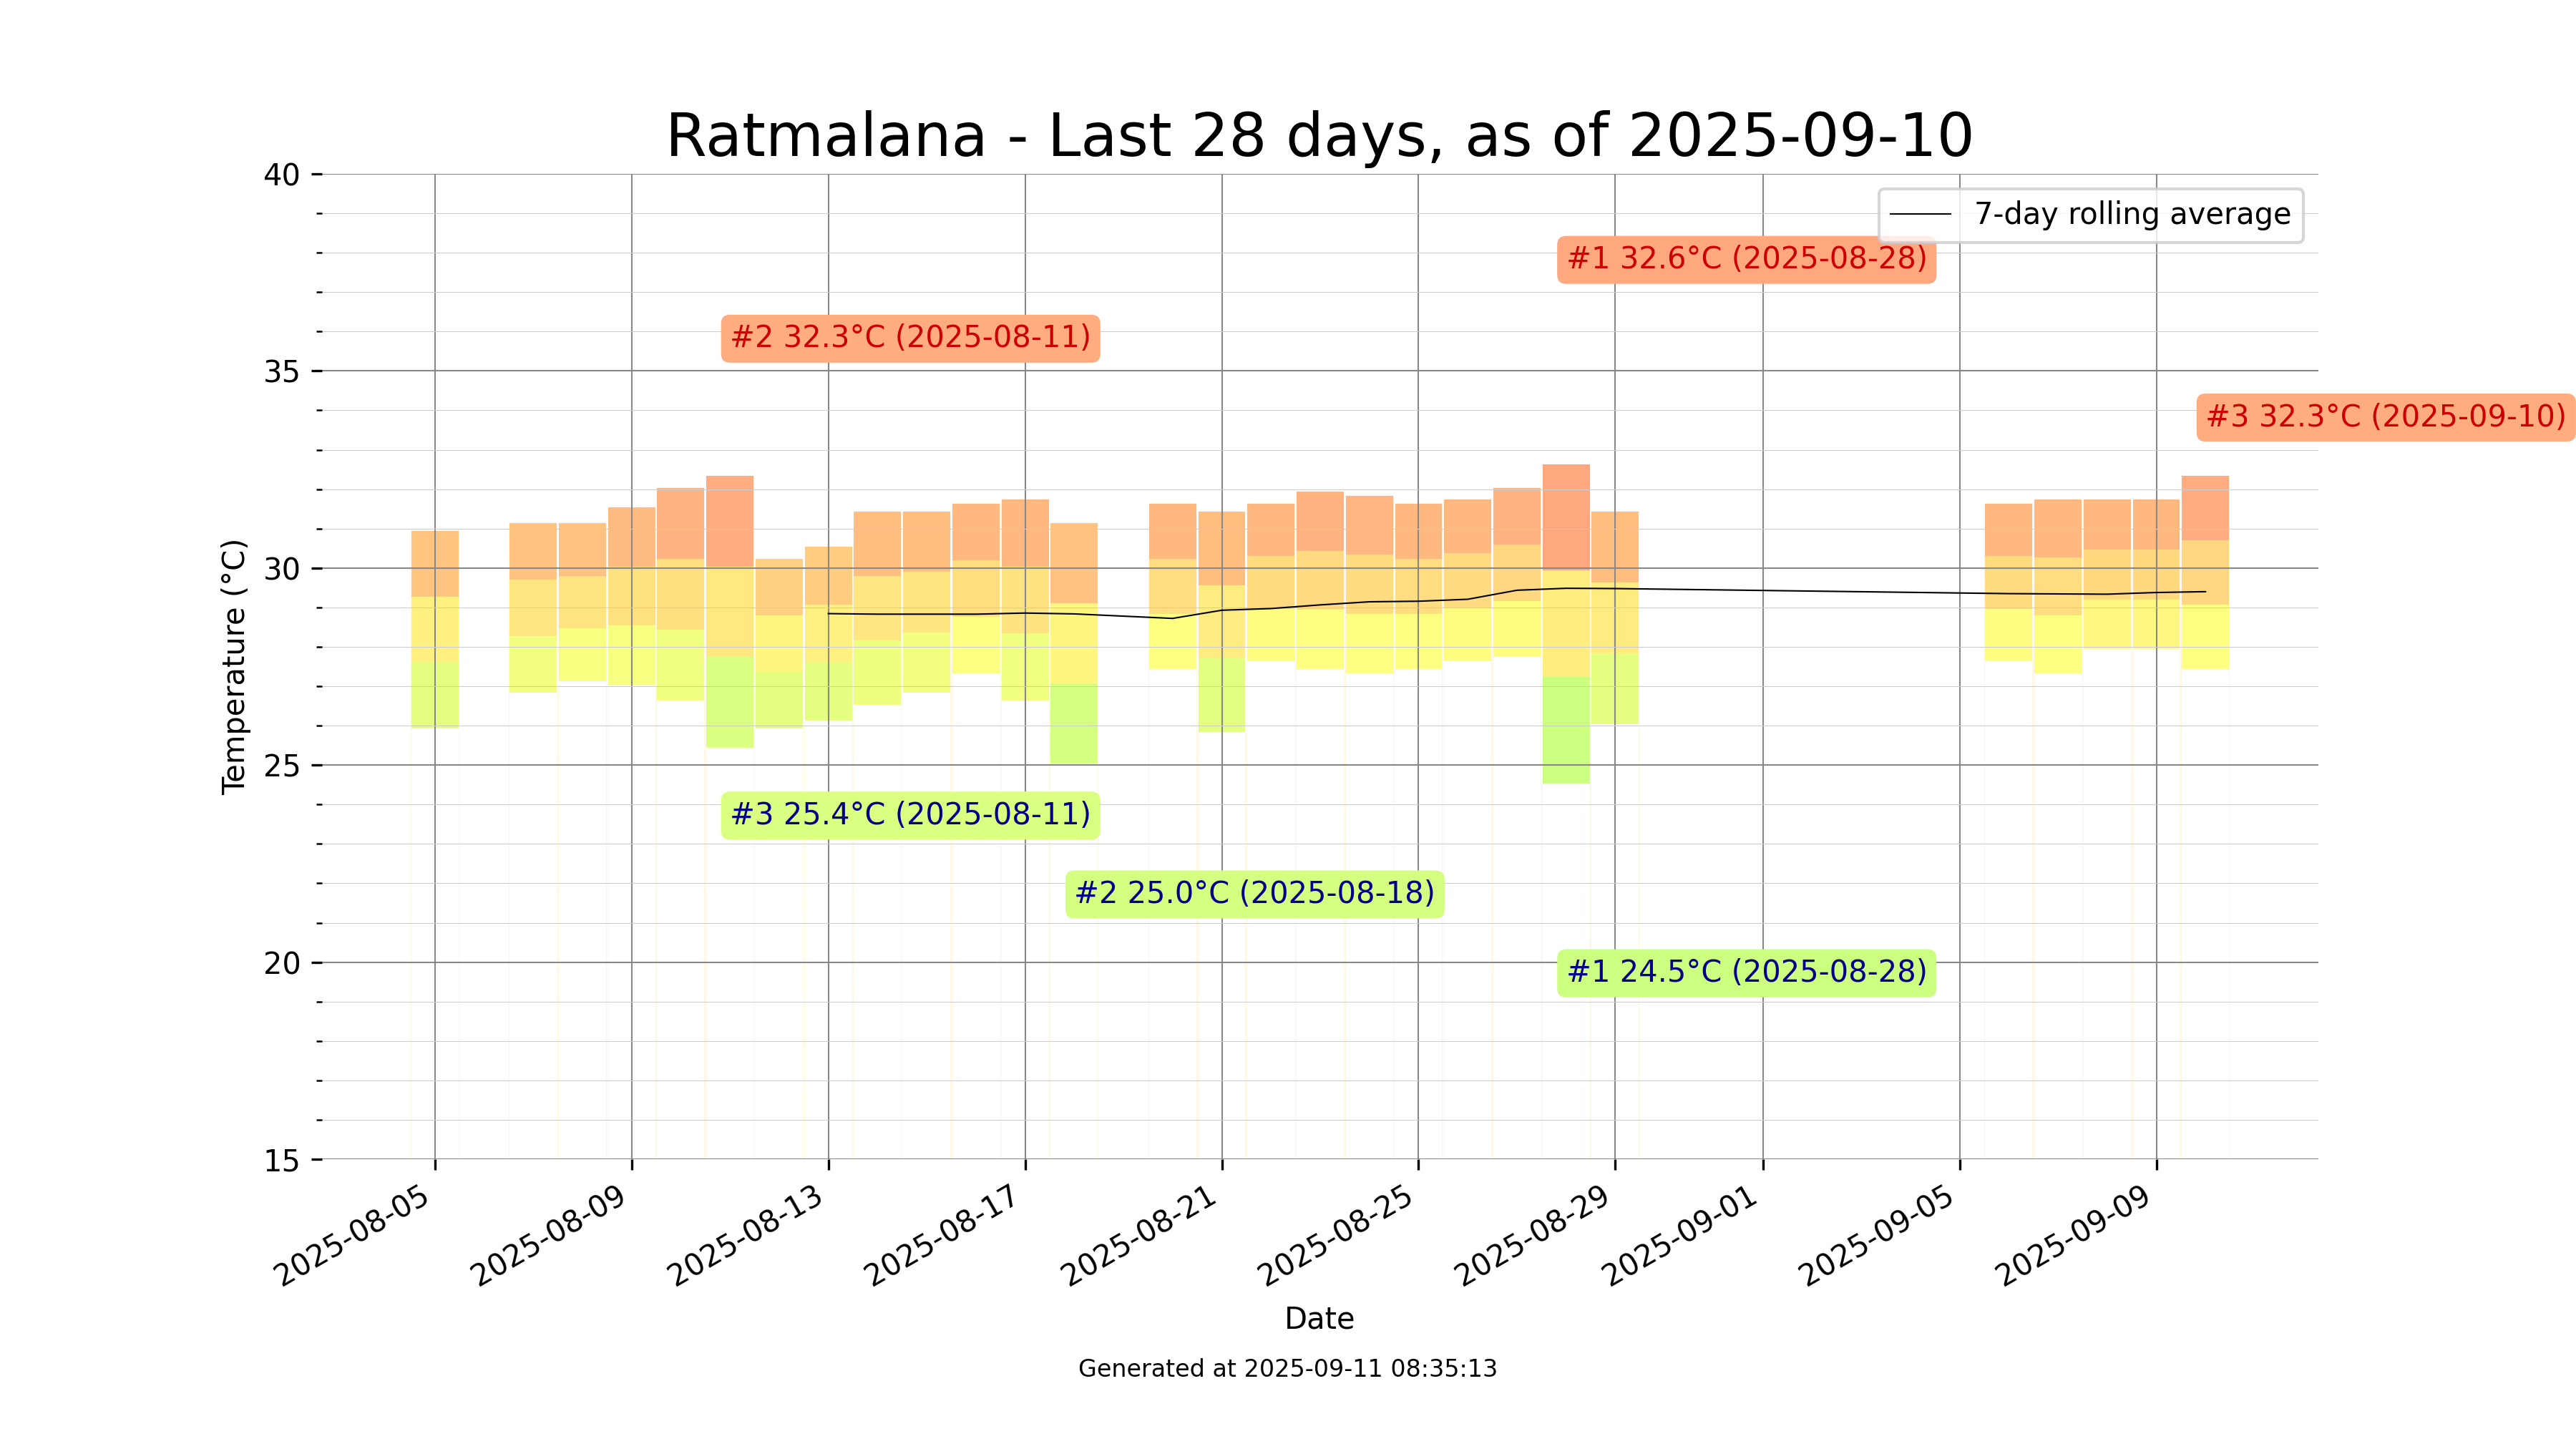 Ratmalana - Last 28 days, as of 2025-09-10
40
35
30
25
20
15
Temperature (°C)
7-day rolling average
#1 32.6°C (2025-08-28)
#2 32.3°C (2025-08-11)
#3 32.3°C (2025-09-10)
#3 25.4°C (2025-08-11)
#2 25.0°C (2025-08-18)
#1 24.5°C (2025-08-28)
2025-08-05
2025-08-09
2025-08-13
2025-08-17
2025-08-21
2025-08-25
2025-08-29
2025-09-01
2025-09-05
2025-09-09
Date
Generated at 2025-09-11 08:35:13